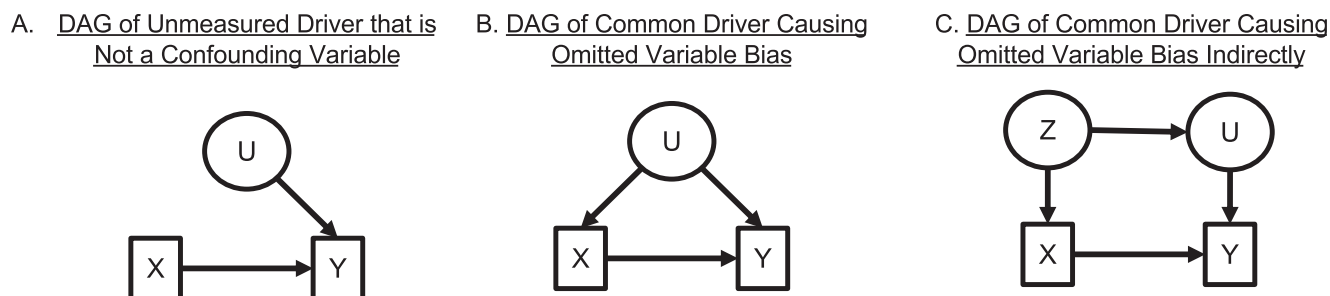 A. DAG of Unmeasured Driver that is
Not a Confounding Variable
U
X
Y
B. DAG of Common Driver Causing
Omitted Variable Bias
U
X
Y
C. DAG of Common Driver Causing
Omitted Variable Bias Indirectly
Z
U
X
Y